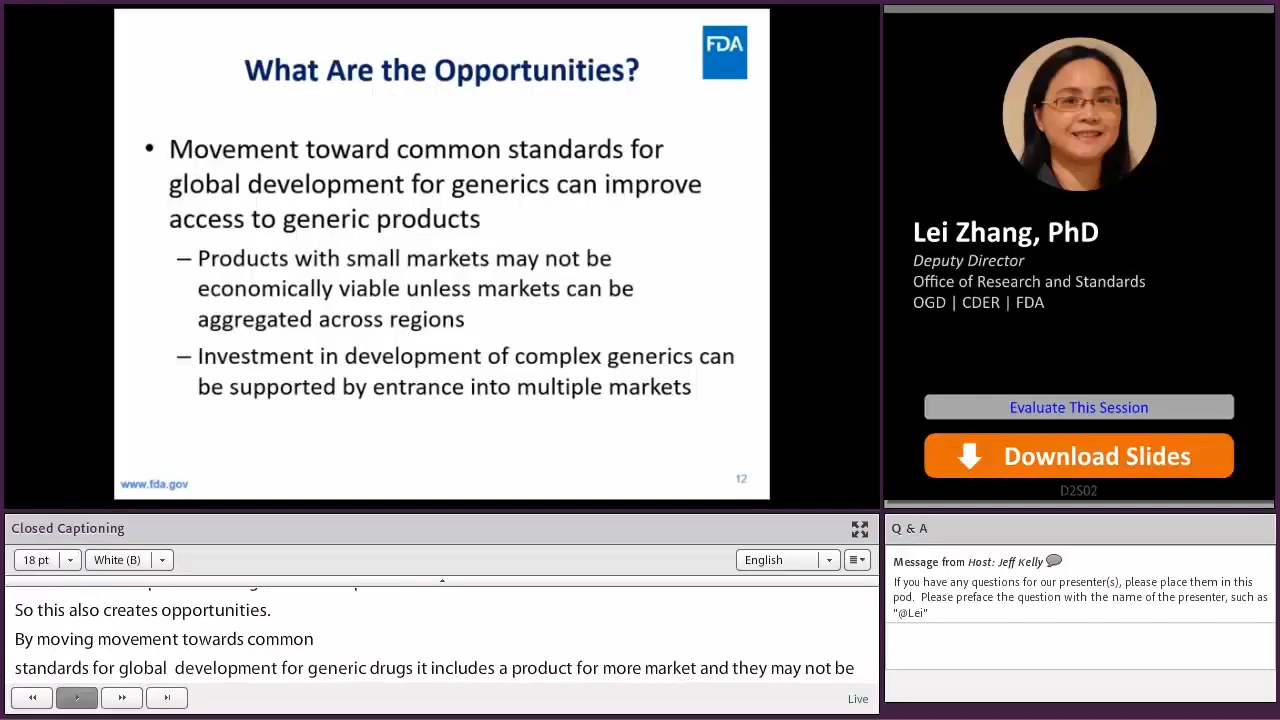 FDA
What Are the Opportunities?
• Movement toward common standards for
global development for generics can improve
access to generic products
– Products with small markets may not be
economically viable unless markets can be
aggregated across regions
– Investment in development of complex generics can
be supported by entrance into multiple markets
www.fda.gov
12
Lei Zhang, PhD
Deputy Director
Office of Research and Standards
OGD | CDER | FDA
Evaluate This Session
Download Slides
D2S02
Closed Captioning
18 pt
White (B)
English
So this also creates opportunities.
By moving movement towards common
standards for global development for generic drugs it includes a product for more market and they may not be
Live
Q & A
Message from Host: Jeff Kelly
If you have any questions for our presenter(s), please place them in this
pod. Please preface the question with the name of the presenter, such as
"@Lei"